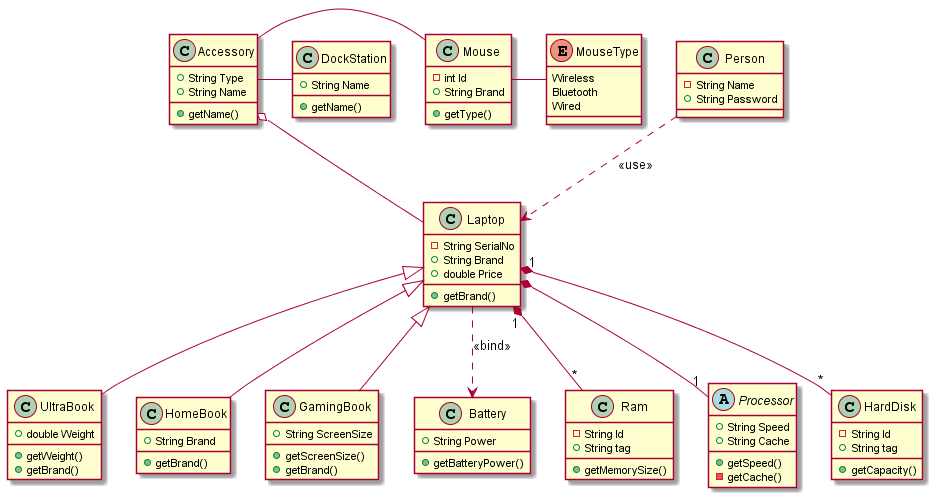 C Accessory
String Type
String Name
getName()
C DockStation
String Name
getName()
C Mouse
int Id
String Brand
getType()
E MouseType
Wireless
Bluetooth
Wired
C Person
String Name
String Password
«use»
C Laptop
String SerialNo
String Brand
double Price
getBrand()
1
1
«bind»
*
1
*
C UltraBook
double Weight
getWeight()
getBrand()
C HomeBook
String Brand
getBrand()
C GamingBook
String ScreenSize
getScreenSize()
getBrand()
C Battery
String Power
getBatteryPower()
C Ram
String Id
String tag
getMemorySize()
A Processor
String Speed
String Cache
getSpeed()
getCache()
C HardDisk
String Id
String tag
getCapacity()